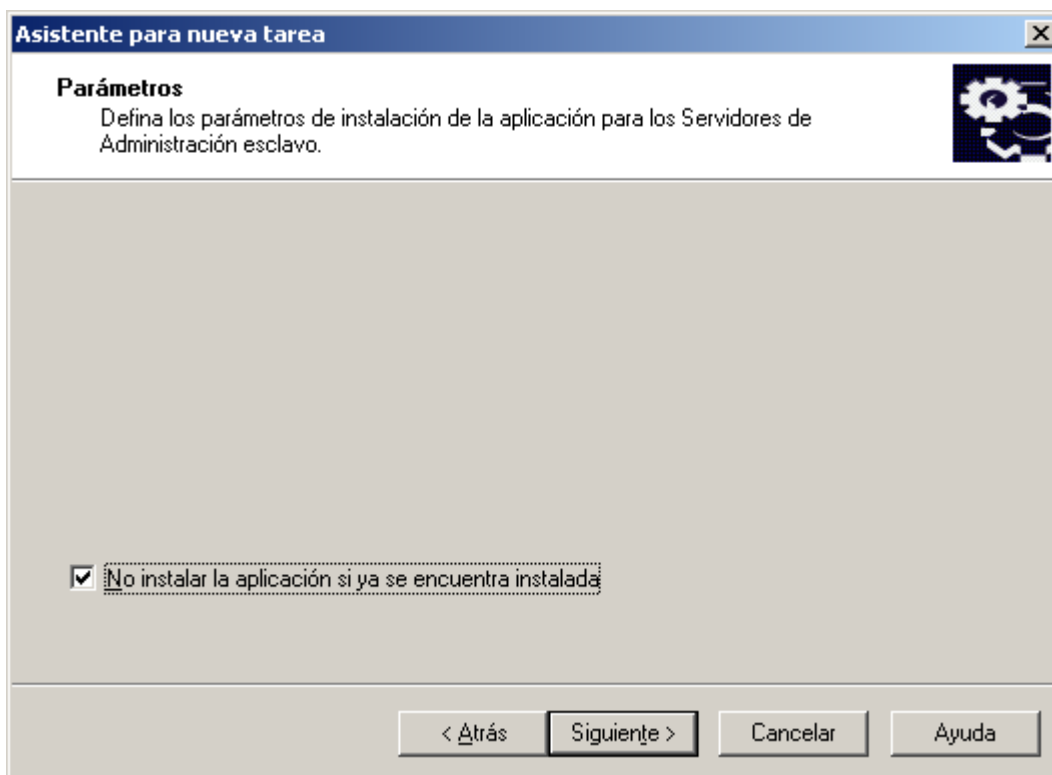 Asistente para nueva tarea
Parámetros
Defina los parámetros de instalación de la aplicación para los Servidores de
Administración esclavo.
No instalar la aplicación si ya se encuentra instalada
< Atrás Siguiente > Cancelar Ayuda